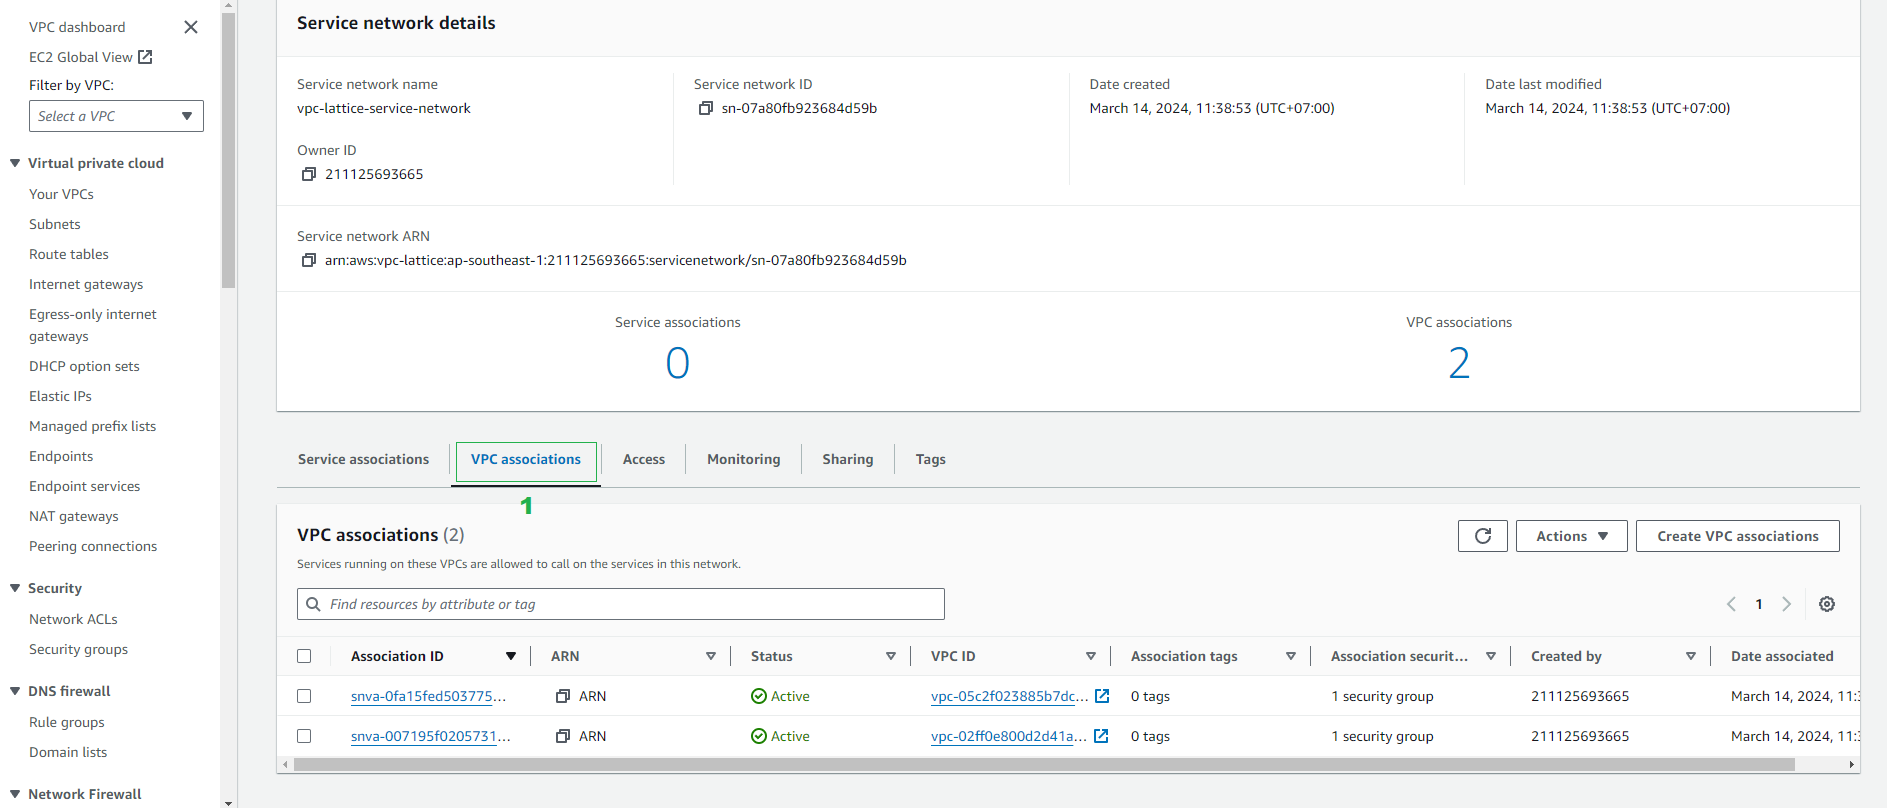 VPC dashboard
EC2 Global View
Filter by VPC:
Select a VPC
Virtual private cloud
Your VPCs
Subnets
Route tables
Internet gateways
Egress-only internet
gateways
DHCP option sets
Elastic IPs
Managed prefix lists
Endpoints
Endpoint services
NAT gateways
Peering connections
Security
Network ACLs
Security groups
DNS firewall
Rule groups
Domain lists
Network Firewall
Service network details
Service network name
vpc-lattice-service-network
Service network ID
sn-07a80fb923684d59b
Date created
March 14, 2024, 11:38:53 (UTC+07:00)
Date last modified
March 14, 2024, 11:38:53 (UTC+07:00)
Owner ID
211125693665
Service network ARN
arn:aws:vpc-lattice:ap-southeast-1:211125693665:servicenetwork/sn-07a80fb923684d59b
Service associations
0
VPC associations
2
Service associations VPC associations Access Monitoring Sharing Tags
1
VPC associations (2)
Actions Create VPC associations
Services running on these VPCs are allowed to call on the services in this network.
Find resources by attribute or tag
1
Association ID ARN Status VPC ID Association tags Association securit... Created by Date associated
snva-0fa15fed503775... ARN Active vpc-05c2f023885b7dc... 0 tags 1 security group 211125693665 March 14, 2024, 11:3
snva-007195f0205731... ARN Active vpc-02ff0e800d2d41a... 0 tags 1 security group 211125693665 March 14, 2024, 11:3